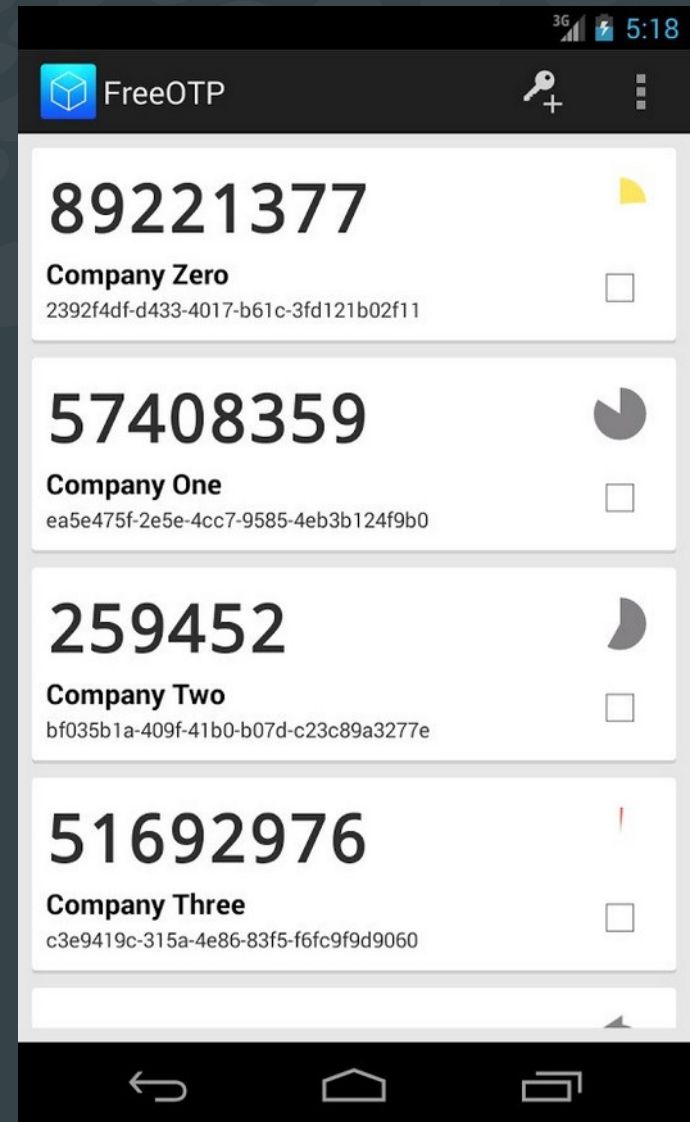 3G 5:18
FreeOTP
89221377
Company Zero
2392f4df-d433-4017-b61c-3fd121b02f11
57408359
Company One
ea5e475f-2e5e-4cc7-9585-4eb3b124f9b0
259452
Company Two
bf035b1a-409f-41b0-b07d-c23c89a3277e
51692976
Company Three
c3e9419c-315a-4e86-83f5-f6fc9f9d9060